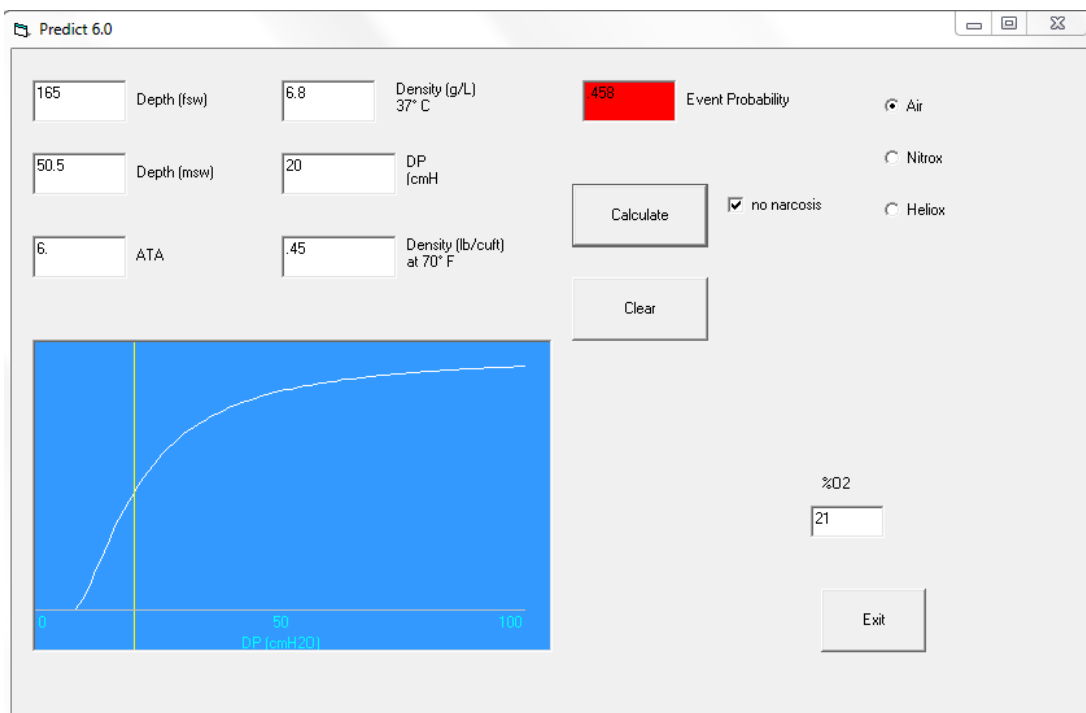 Predict 6.0
165
Depth (fsw)
6.8
Density (g/L)
37° C
.458
Event Probability
Air
50.5
Depth (msw)
20
DP
(cmH
Nitrox
Calculate
no narcosis
Heliox
6.
ATA
.45
Density (lb/cuft)
at 70° F
Clear
%O2
21
0
50
100
DP (cmH2O)
Exit